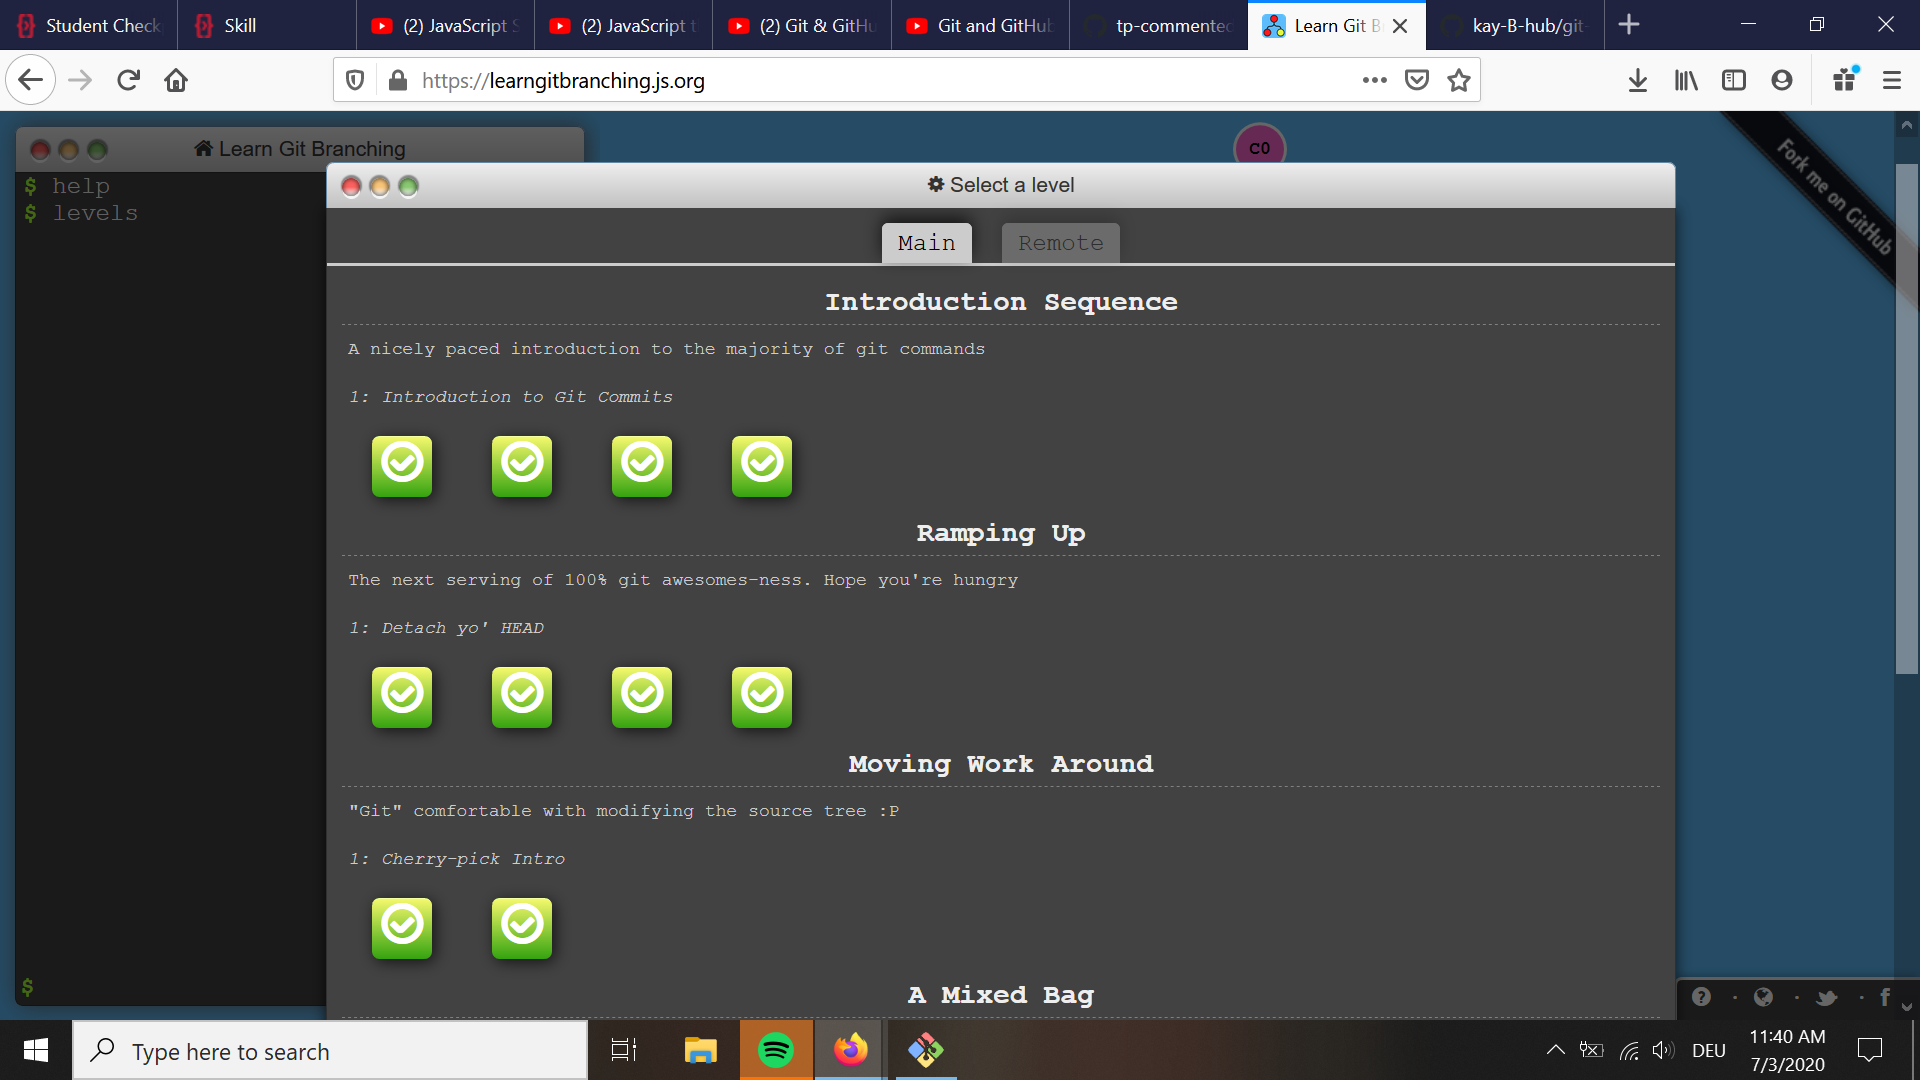 Student Check
Skill
(2) JavaScript S
(2) JavaScript t
(2) Git & GitHu
Git and GitHub
tp-commented
Learn Git B
kay-B-hub/git-
https://learngitbranching.js.org
Learn Git Branching
C0
Fork me on GitHub
$ help
$ levels
Select a level
Main
Remote
Introduction Sequence
A nicely paced introduction to the majority of git commands
1: Introduction to Git Commits
Ramping Up
The next serving of 100% git awesomes-ness. Hope you're hungry
1: Detach yo' HEAD
Moving Work Around
"Git" comfortable with modifying the source tree :P
1: Cherry-pick Intro
A Mixed Bag
$
Type here to search
DEU
11:40 AM
7/3/2020